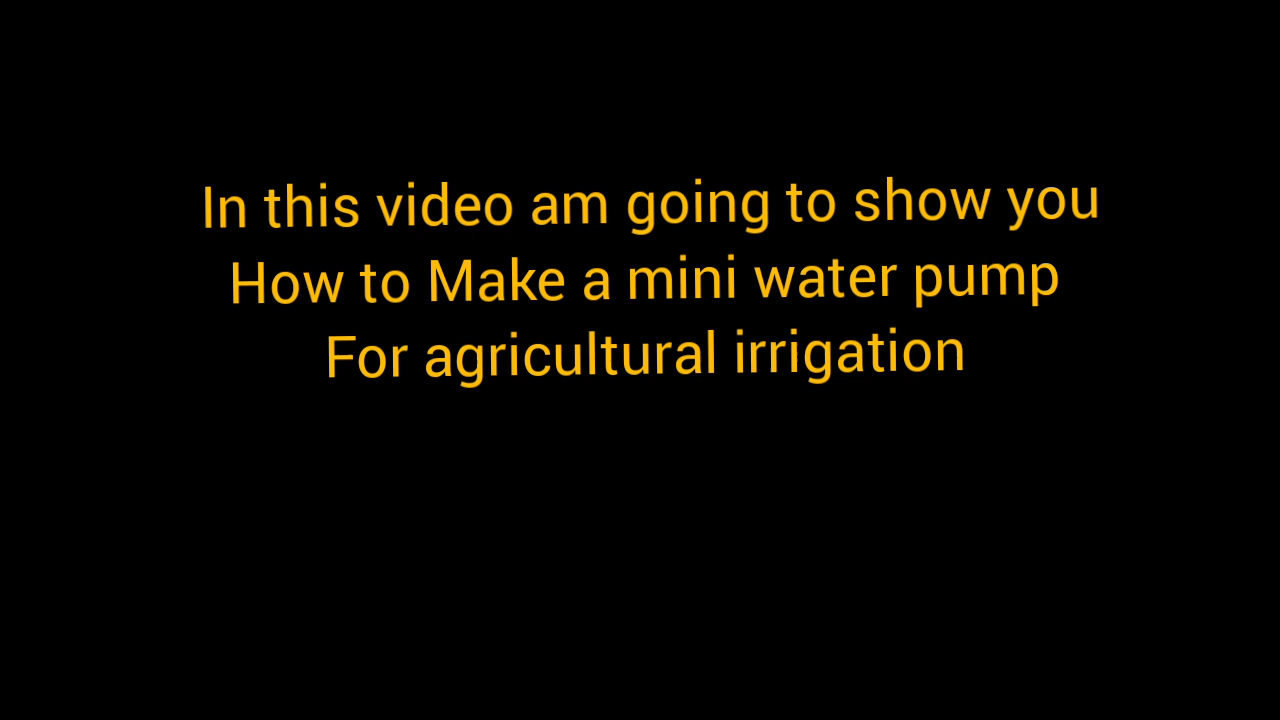 In this video am going to show you
How to Make a mini water pump
For agricultural irrigation